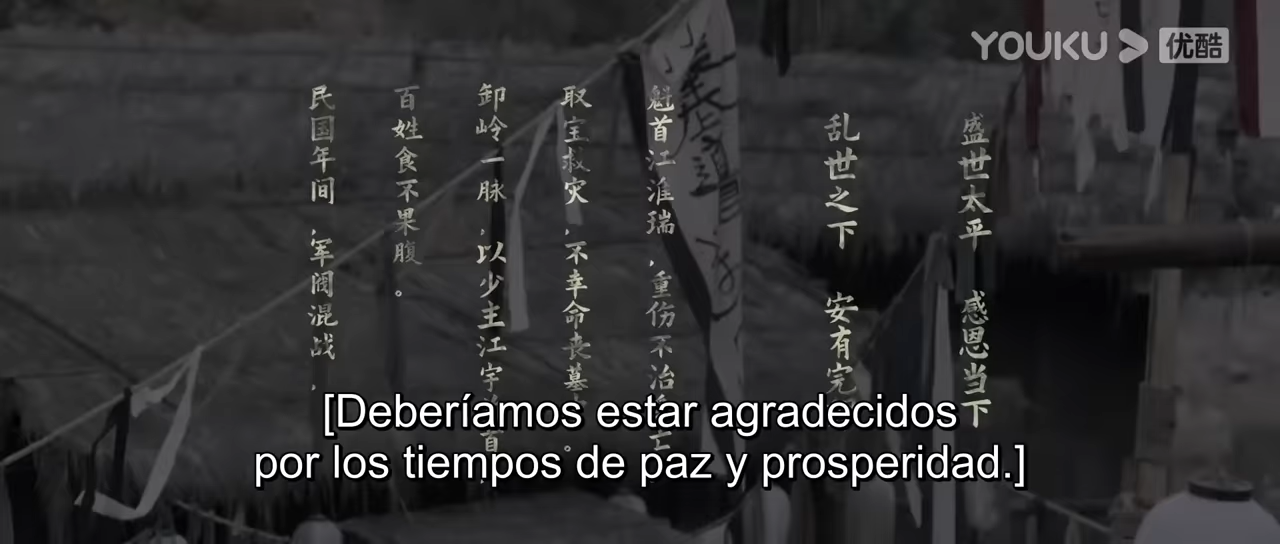 YOUKU 优酷
民国年间，军阀混战，
百姓食不果腹。
卸岭一脉，以少主江宇 首，
取宝救灾，不幸命丧墓 。
魁首江淮瑞，重伤不治 亡
乱世之下 安有完
盛世太平 感恩当下
[Deberíamos estar agradecidos
por los tiempos de paz y prosperidad.]